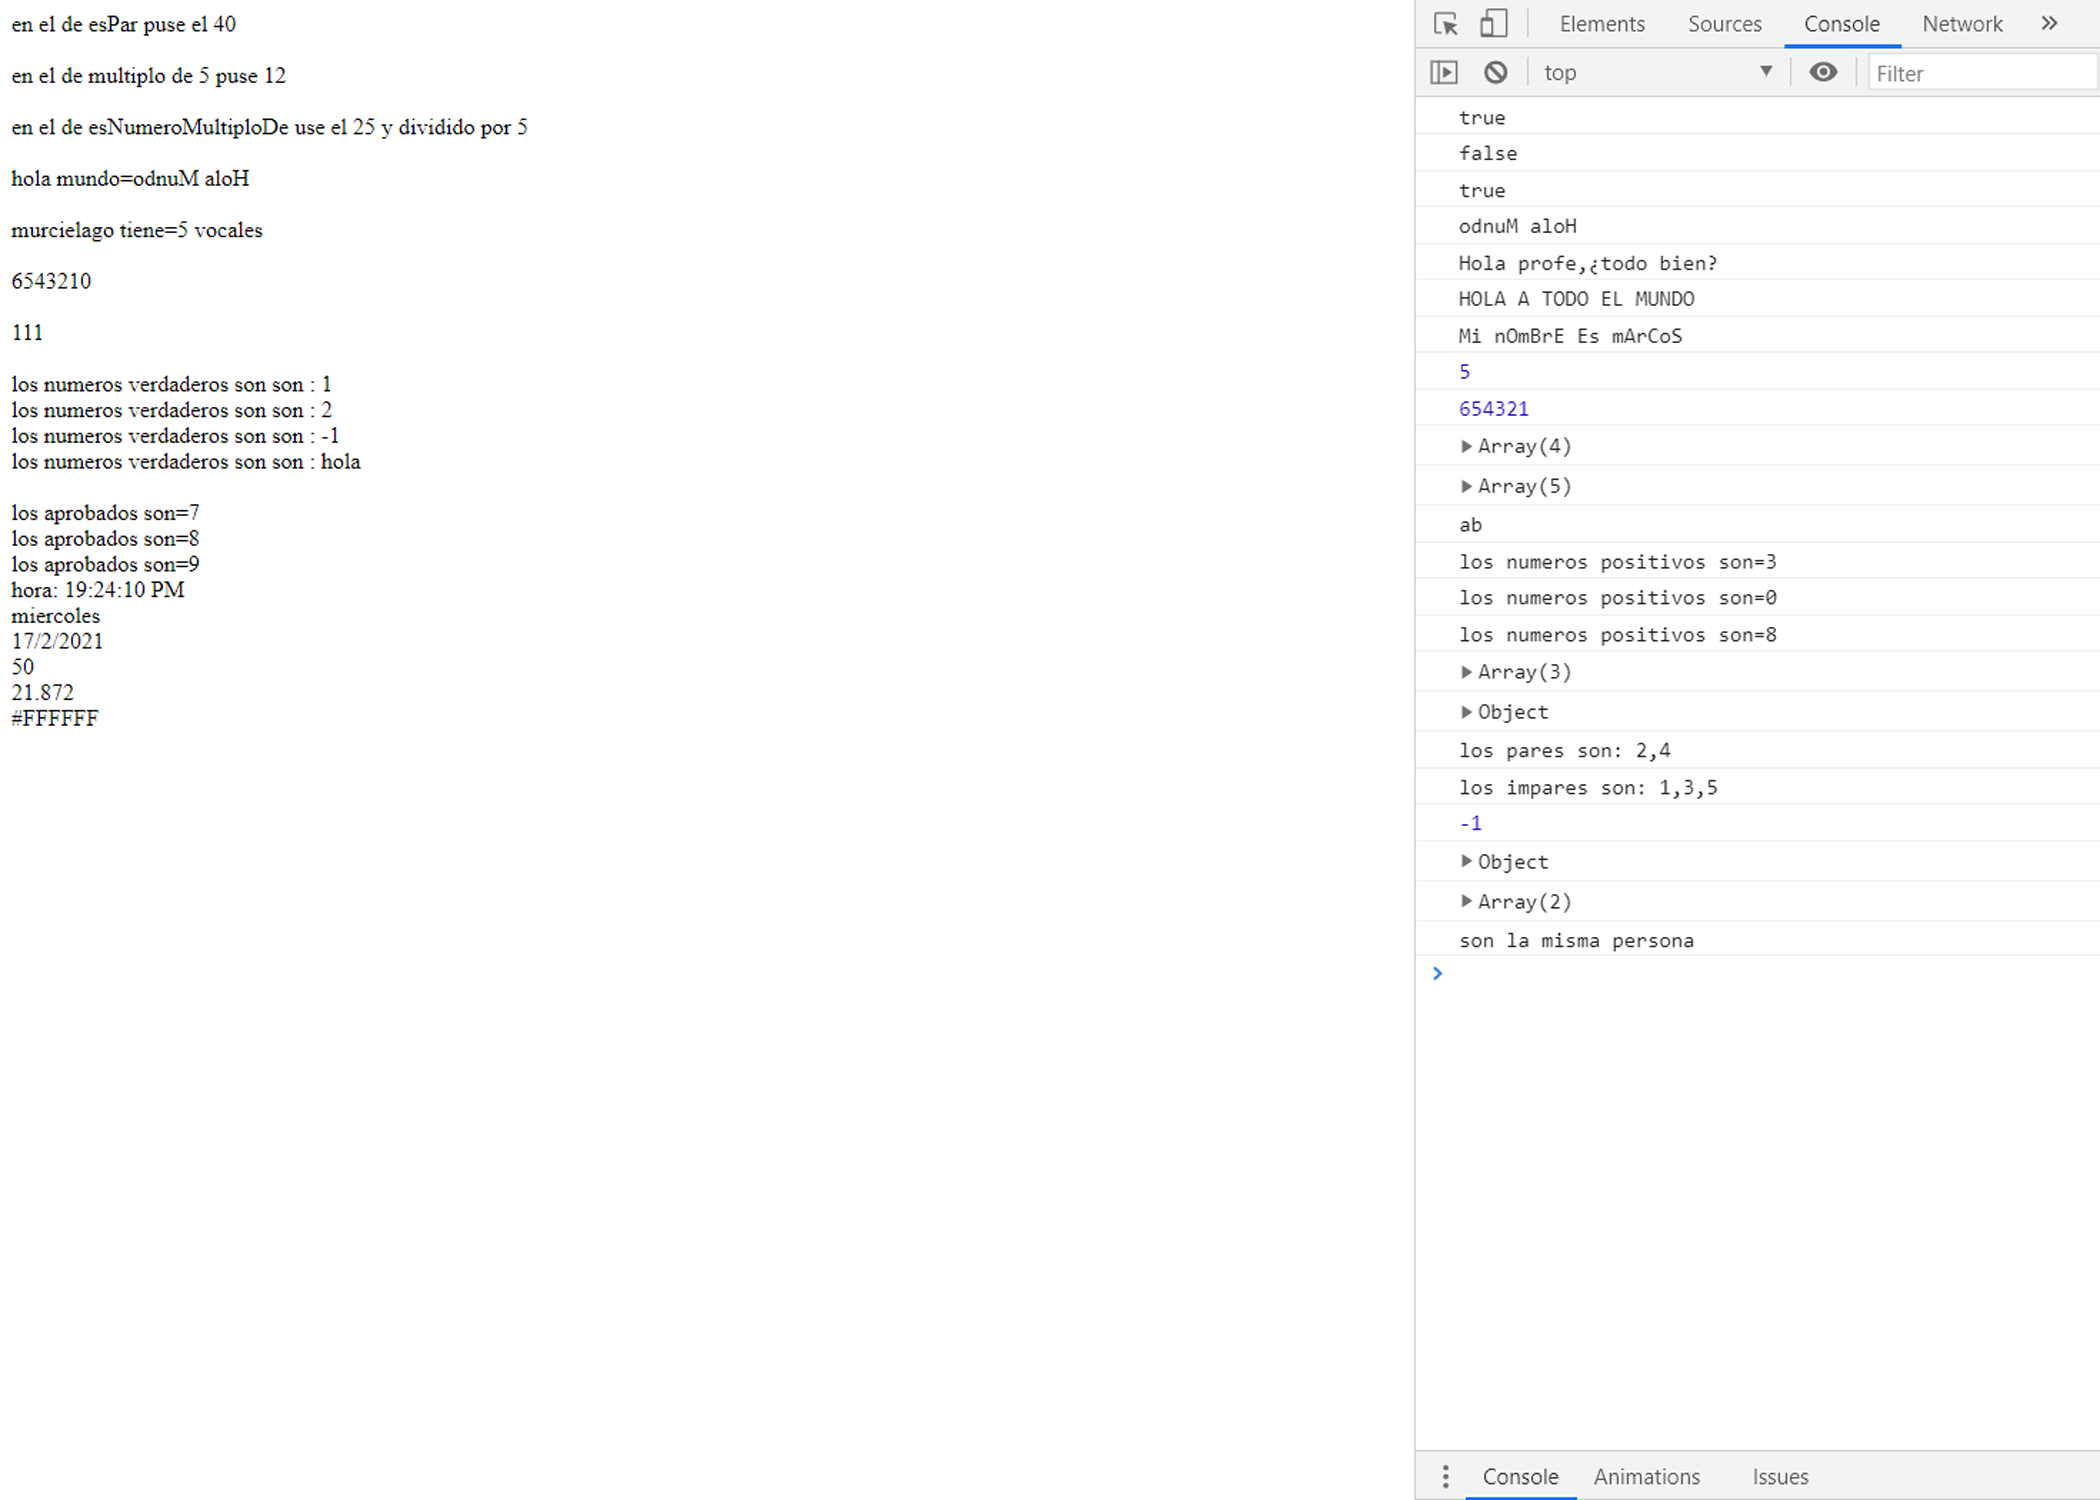 en el de esPar puse el 40
en el de multiplo de 5 puse 12
en el de esNumeroMultiploDe use el 25 y dividido por 5
hola mundo=odnuM aloH
murcielago tiene=5 vocales
6543210
111
los numeros verdaderos son son : 1
los numeros verdaderos son son : 2
los numeros verdaderos son son : -1
los numeros verdaderos son son : hola
los aprobados son=7
los aprobados son=8
los aprobados son=9
hora: 19:24:10 PM
miercoles
17/2/2021
50
21.872
#FFFFFF
Elements Sources Console Network »
top Filter
true
false
true
odnuM aloH
Hola profe,¿todo bien?
HOLA A TODO EL MUNDO
Mi nOmBrE Es mArCoS
5
654321
Array(4)
Array(5)
ab
los numeros positivos son=3
los numeros positivos son=0
los numeros positivos son=8
Array(3)
Object
los pares son: 2,4
los impares son: 1,3,5
-1
Object
Array(2)
son la misma persona
Console Animations Issues